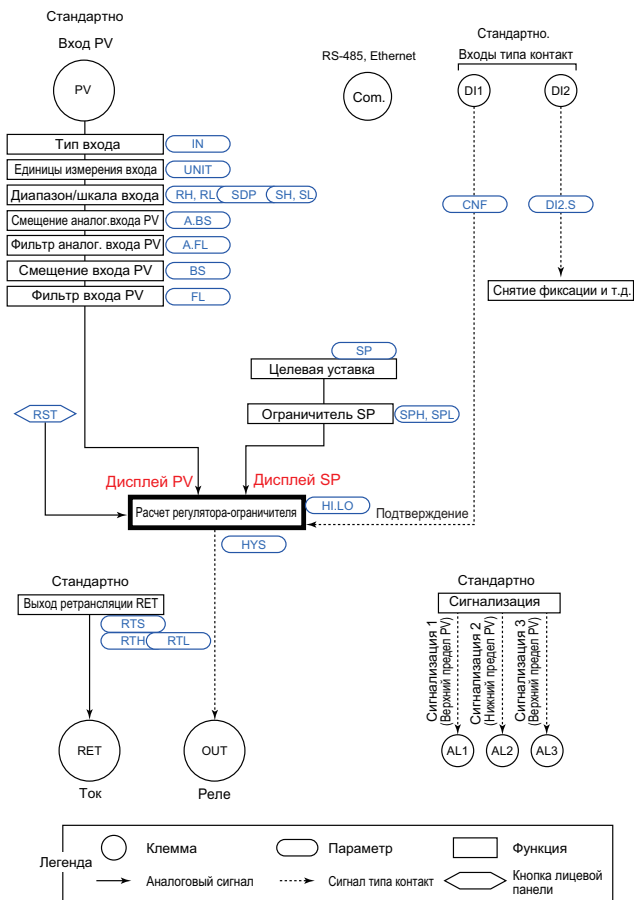 Стандартно
Вход PV
PV
RS-485, Ethernet
Com.
Стандартно.
Входы типа контакт
DI1
DI2
Тип входа
IN
Единицы измерения входа
UNIT
Диапазон/шкала входа
RH, RL
SDP
SH, SL
Смещение аналог.входа PV
A.BS
Фильтр аналог. входа PV
A.FL
Смещение входа PV
BS
Фильтр входа PV
FL
CNF
DI2.S
Снятие фиксации и т.д.
SP
Целевая уставка
Ограничитель SP
SPH, SPL
RST
Дисплей PV
Дисплей SP
Расчет регулятора-ограничителя
HI.LO
Подтверждение
HYS
Стандартно
Выход ретрансляции RET
RTS
RTH
RTL
RET
Ток
OUT
Реле
Стандартно
Сигнализация
Сигнализация 1
(Верхний предел PV)
Сигнализация 2
(Нижний предел PV)
Сигнализация 3
(Верхний предел PV)
AL1
AL2
AL3
Легенда
Клемма
Параметр
Функция
Аналоговый сигнал
Сигнал типа контакт
Кнопка лицевой
панели